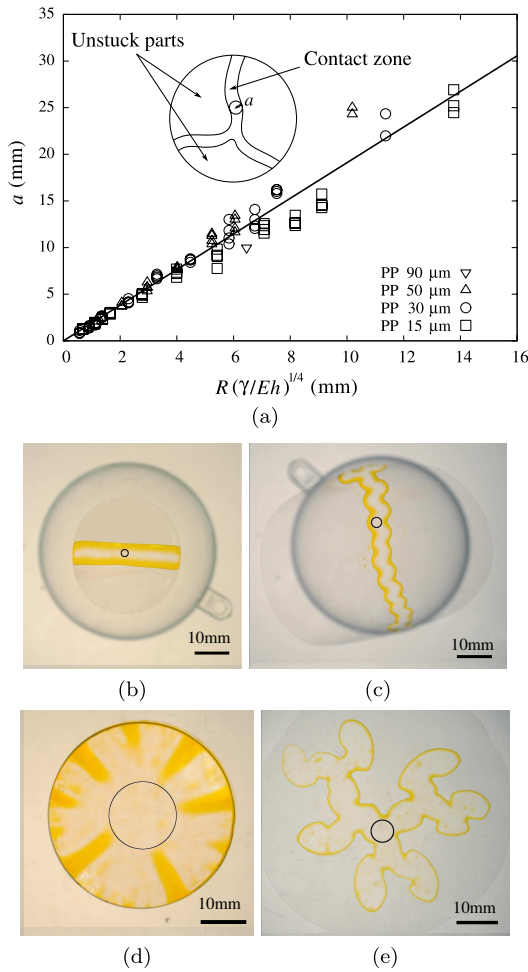 35
30
25
20
15
10
5
0
a (mm)
Unstuck parts
Contact zone
a
PP 90 µm
PP 50 µm
PP 30 µm
PP 15 µm
0 2 4 6 8 10 12 14 16
R (γ/Eh)^1/4 (mm)
(a)
10mm
10mm
(b) (c)
10mm
10mm
(d) (e)